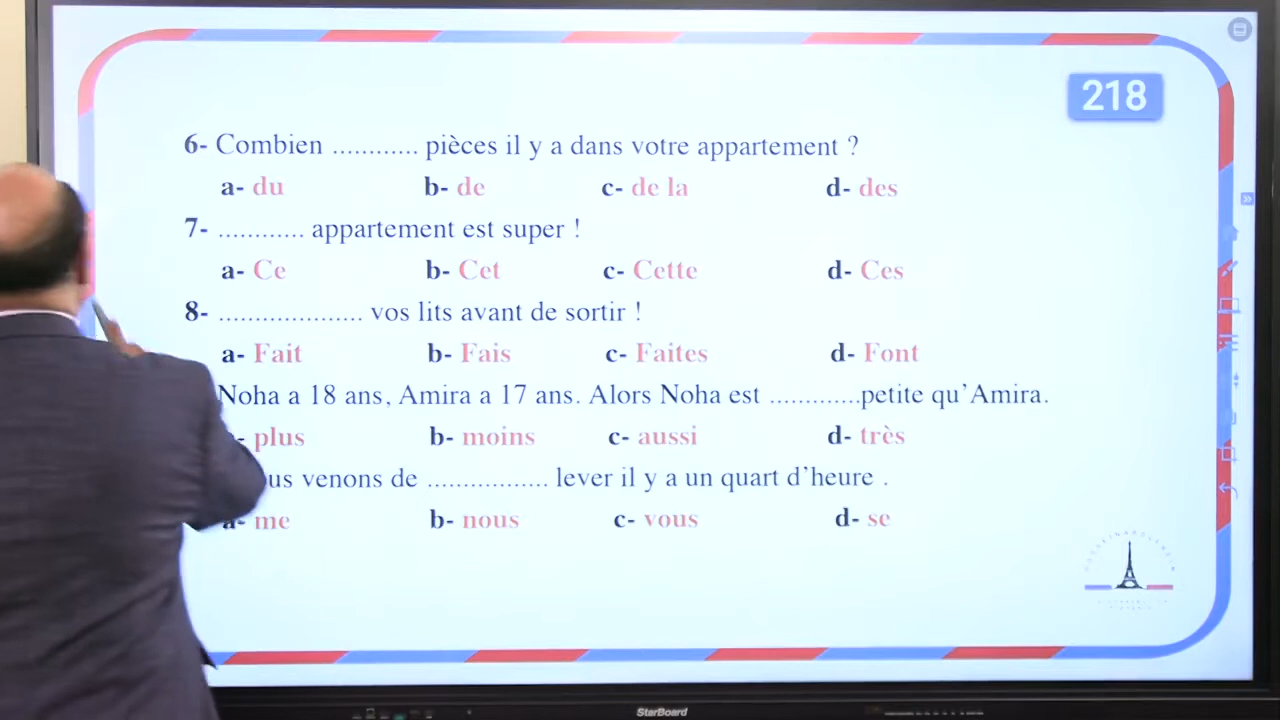 218
6- Combien ............ pièces il y a dans votre appartement ?
a- du b- de c- de la d- des
7- ............ appartement est super !
a- Ce b- Cet c- Cette d- Ces
8- .................... vos lits avant de sortir !
a- Fait b- Fais c- Faites d- Font
Noha a 18 ans, Amira a 17 ans. Alors Noha est .............petite qu’Amira.
plus b- moins c- aussi d- très
venons de ................. lever il y a un quart d’heure .
a- me b- nous c- vous d- se
StarBoard